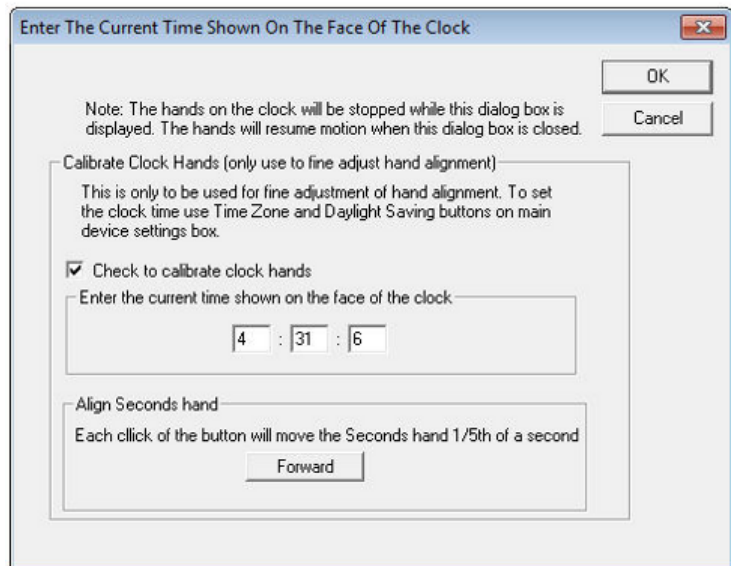 Enter The Current Time Shown On The Face Of The Clock
OK
Note: The hands on the clock will be stopped while this dialog box is
displayed. The hands will resume motion when this dialog box is closed.
Cancel
Calibrate Clock Hands (only use to fine adjust hand alignment)
This is only to be used for fine adjustment of hand alignment. To set
the clock time use Time Zone and Daylight Saving buttons on main
device settings box.
Check to calibrate clock hands
Enter the current time shown on the face of the clock
4 : 31 : 6
Align Seconds hand
Each cllick of the button will move the Seconds hand 1/5th of a second
Forward